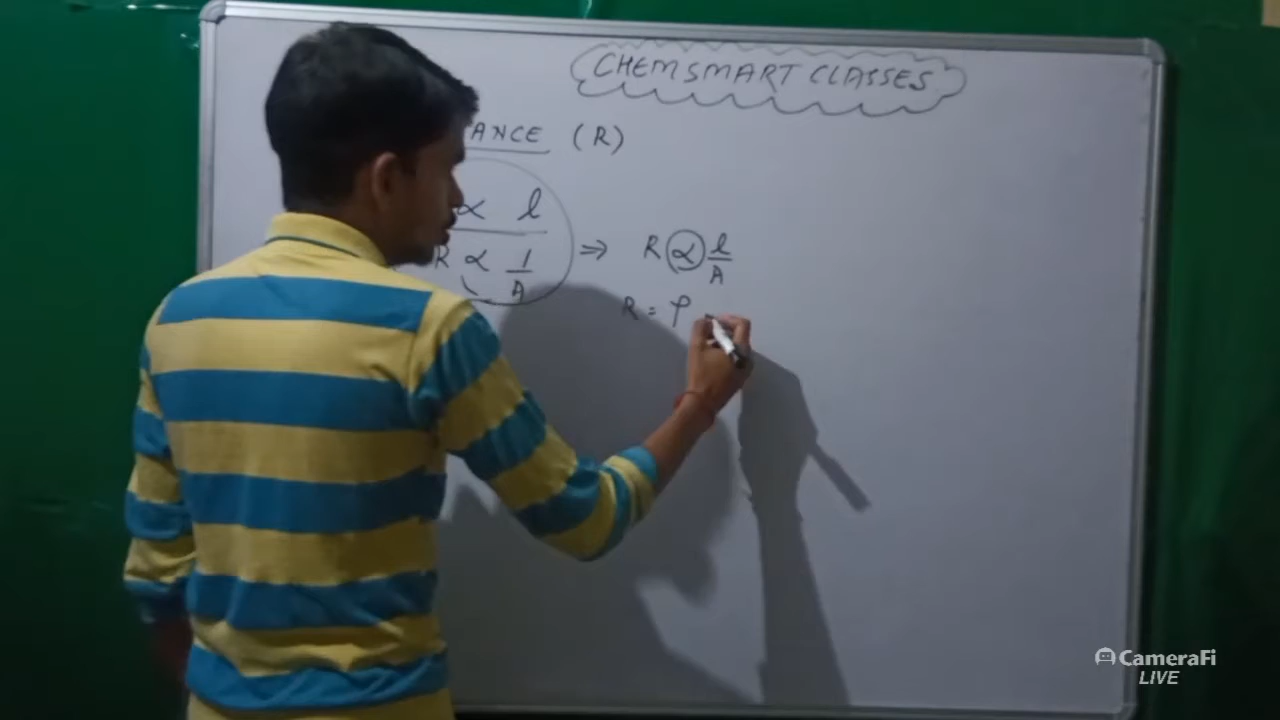 CHEMSMART CLASSES
ANCE (R)
∝ l
R ∝ 1/A ⇒ R ∝ l/A
R = ρ
CameraFi
LIVE